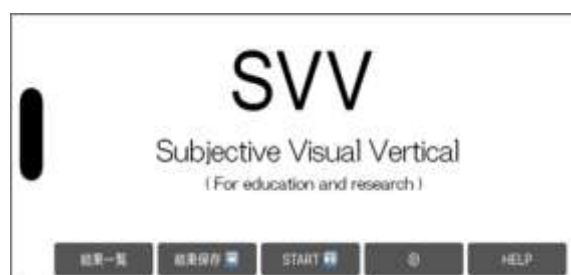 SVV
Subjective Visual Vertical
(For education and research)
結果一覧 結果保存 START HELP